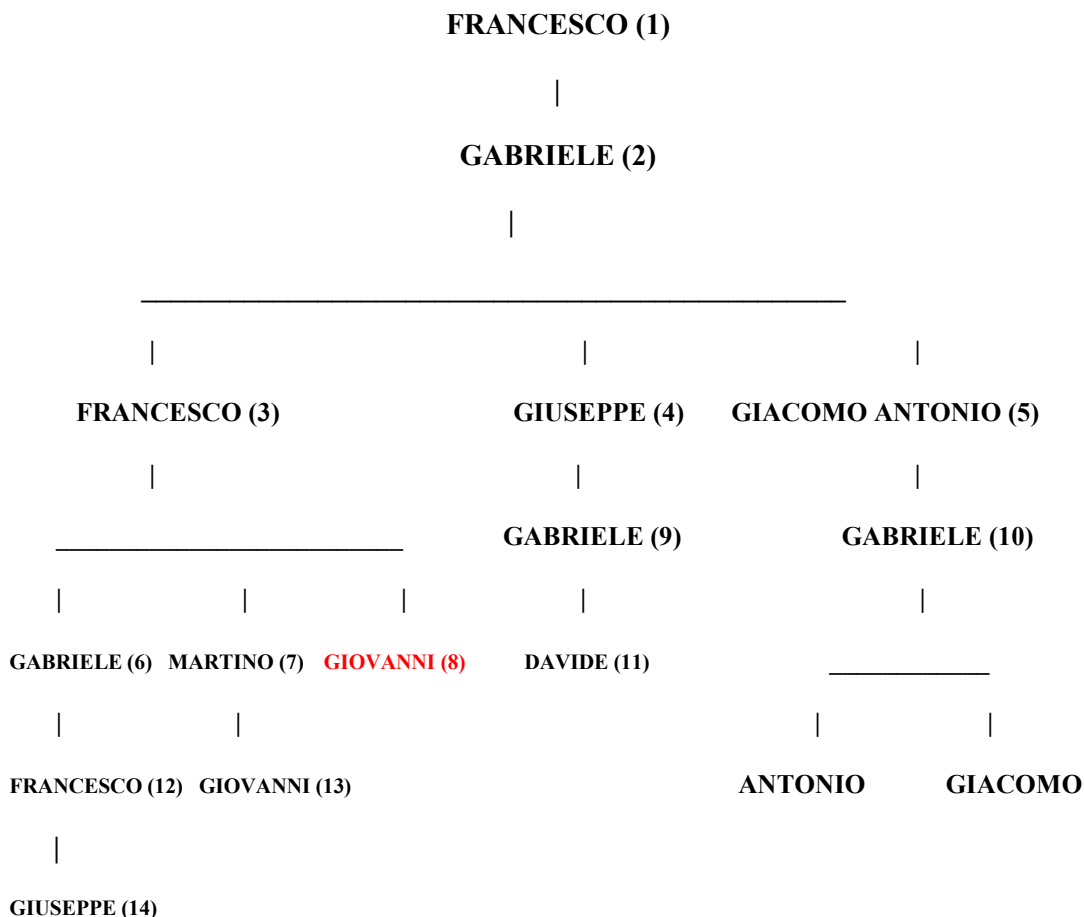 FRANCESCO (1)
GABRIELE (2)
FRANCESCO (3) GIUSEPPE (4) GIACOMO ANTONIO (5)
GABRIELE (9) GABRIELE (10)
GABRIELE (6) MARTINO (7) GIOVANNI (8) DAVIDE (11)
FRANCESCO (12) GIOVANNI (13) ANTONIO GIACOMO
GIUSEPPE (14)